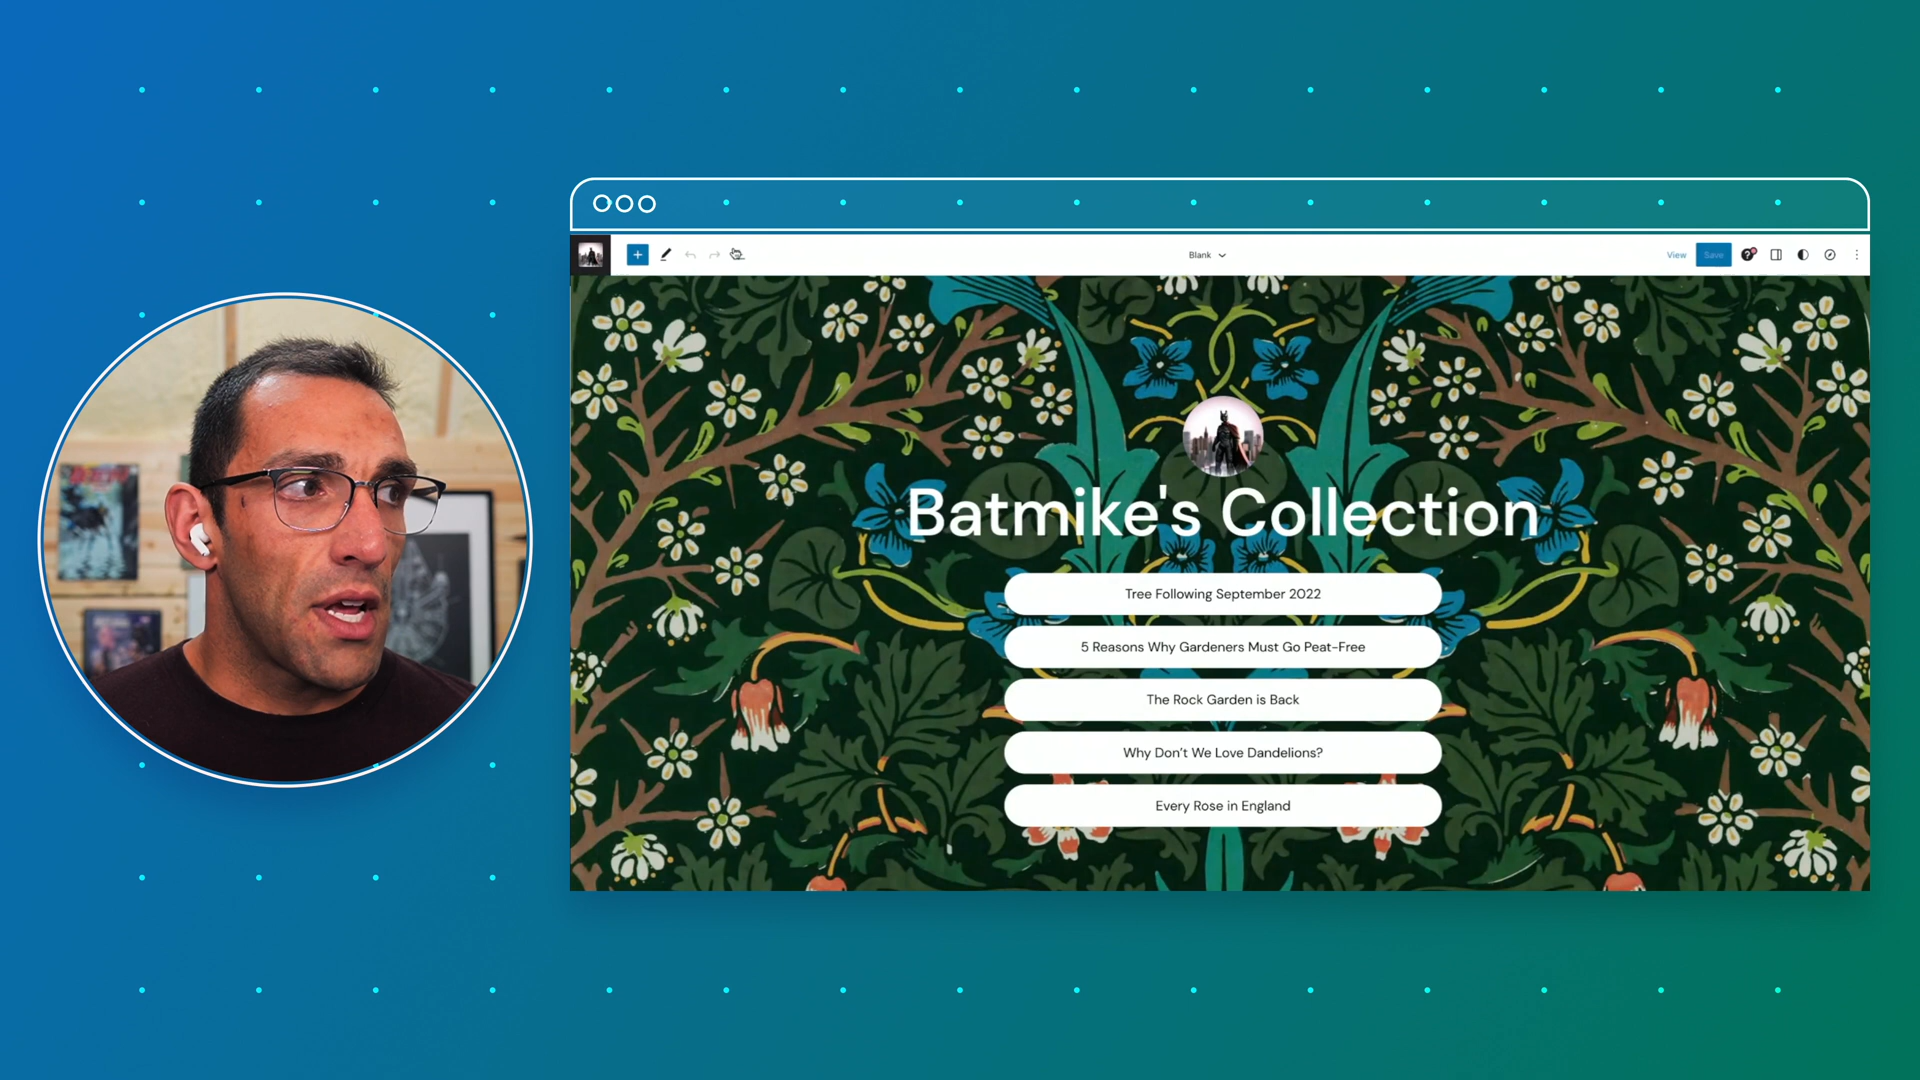 Blank
View
Save
Batmike's Collection
Tree Following September 2022
5 Reasons Why Gardeners Must Go Peat-Free
The Rock Garden is Back
Why Don't We Love Dandelions?
Every Rose in England